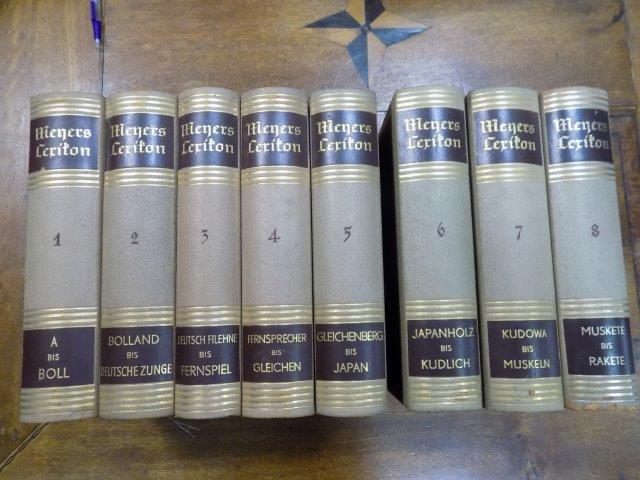 Meyers
Lexikon
1
A
BIS
BOLL
Meyers
Lexikon
2
BOLLAND
BIS
DEUTSCHE ZUNGE
Meyers
Lexikon
3
DEUTSCH FILEHNE
BIS
FERNSPIEL
Meyers
Lexikon
4
FERNSPRECHER
BIS
GLEICHEN
Meyers
Lexikon
5
GLEICHENBERG
BIS
JAPAN
Meyers
Lexikon
6
JAPANHOLZ
BIS
KUDLICH
Meyers
Lexikon
7
KUDOWA
BIS
MUSKELN
Meyers
Lexikon
8
MUSKETE
BIS
RAKETE